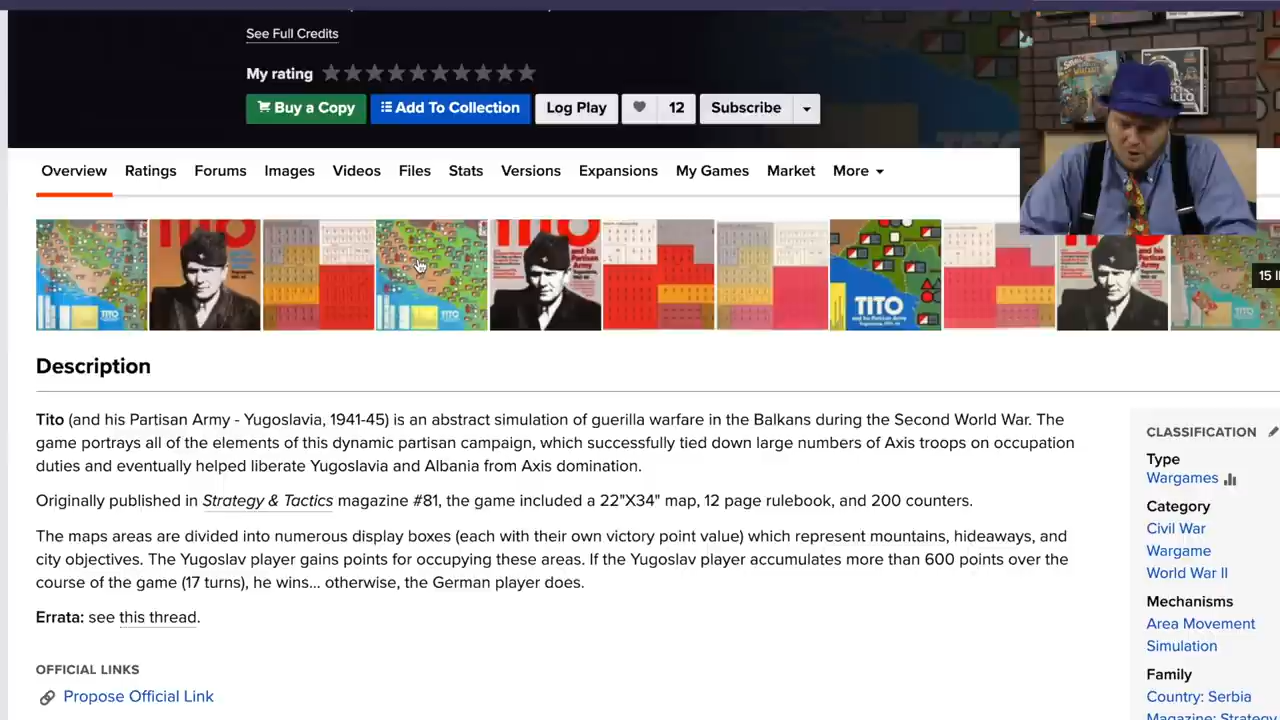 See Full Credits
My rating
Buy a Copy
Add To Collection
Log Play
12
Subscribe
Overview
Ratings
Forums
Images
Videos
Files
Stats
Versions
Expansions
My Games
Market
More
TITO
and his
Partisan
Army
TITO
15
Description
Tito (and his Partisan Army - Yugoslavia, 1941-45) is an abstract simulation of guerilla warfare in the Balkans during the Second World War. The
game portrays all of the elements of this dynamic partisan campaign, which successfully tied down large numbers of Axis troops on occupation
duties and eventually helped liberate Yugoslavia and Albania from Axis domination.
Originally published in Strategy & Tactics magazine #81, the game included a 22"X34" map, 12 page rulebook, and 200 counters.
The maps areas are divided into numerous display boxes (each with their own victory point value) which represent mountains, hideaways, and
city objectives. The Yugoslav player gains points for occupying these areas. If the Yugoslav player accumulates more than 600 points over the
course of the game (17 turns), he wins... otherwise, the German player does.
Errata: see this thread.
OFFICIAL LINKS
Propose Official Link
CLASSIFICATION
Type
Wargames
Category
Civil War
Wargame
World War II
Mechanisms
Area Movement
Simulation
Family
Country: Serbia
Magazine: Strategy